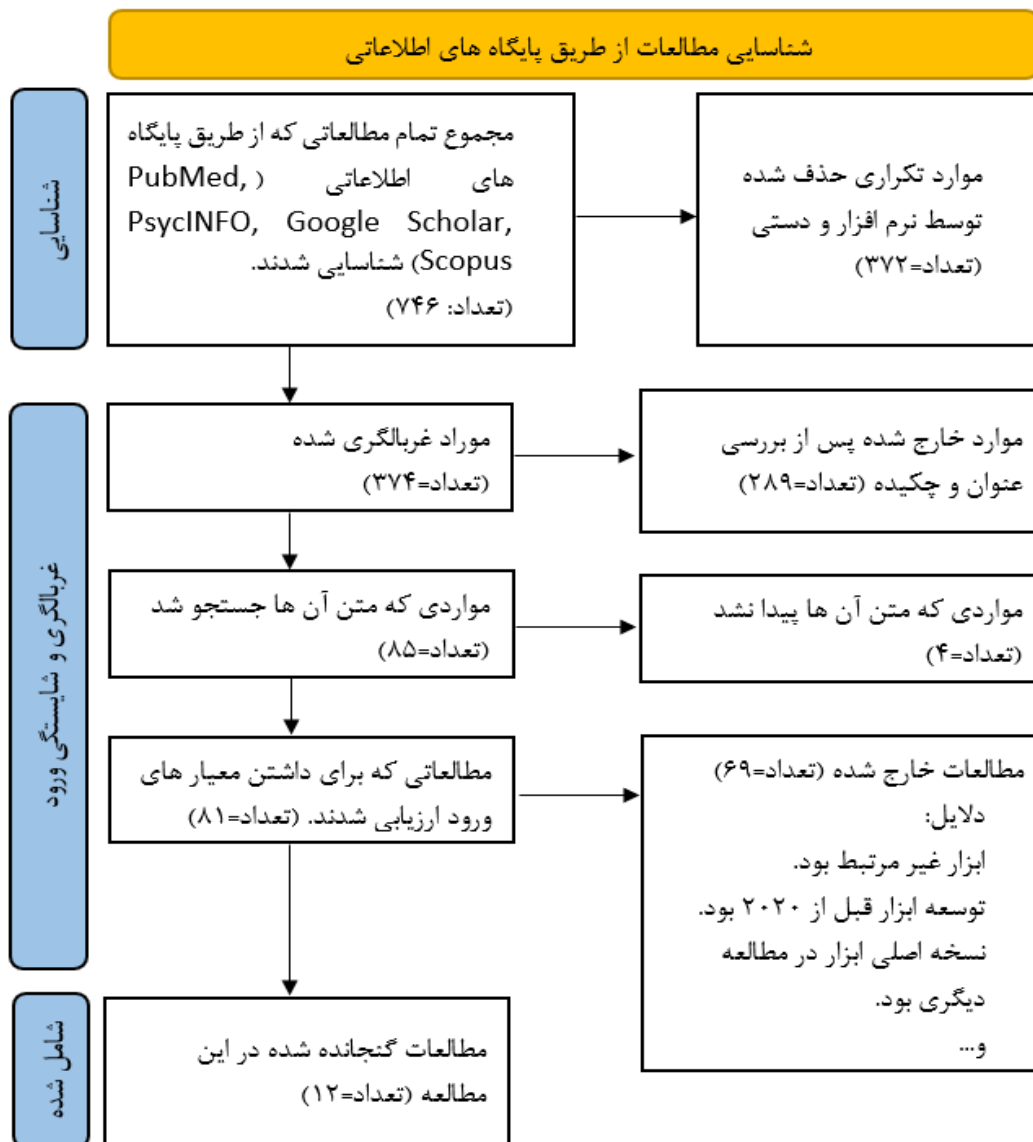 شناسایی مطالعات از طریق پایگاه های اطلاعاتی
شناسایی
مجموع تمام مطالعاتی که از طریق پایگاه
های اطلاعاتی (PubMed,
PsycINFO, Google Scholar,
Scopus) شناسایی شدند.
(تعداد: ۷۴۶)
موارد تکراری حذف شده
توسط نرم افزار و دستی
(تعداد=۳۷۲)
غربالگری و شایستگی ورود
موراد غربالگری شده
(تعداد=۳۷۴)
موارد خارج شده پس از بررسی
عنوان و چکیده (تعداد=۲۸۹)
مواردی که متن آن ها جستجو شد
(تعداد=۸۵)
مواردی که متن آن ها پیدا نشد
(تعداد=۴)
مطالعاتی که برای داشتن معیار های
ورود ارزیابی شدند. (تعداد=۸۱)
مطالعات خارج شده (تعداد=۶۹)
دلایل:
ابزار غیر مرتبط بود.
توسعه ابزار قبل از ۲۰۲۰ بود.
نسخه اصلی ابزار در مطالعه
دیگری بود.
و...
شامل شده
مطالعات گنجانده شده در این
مطالعه (تعداد=۱۲)